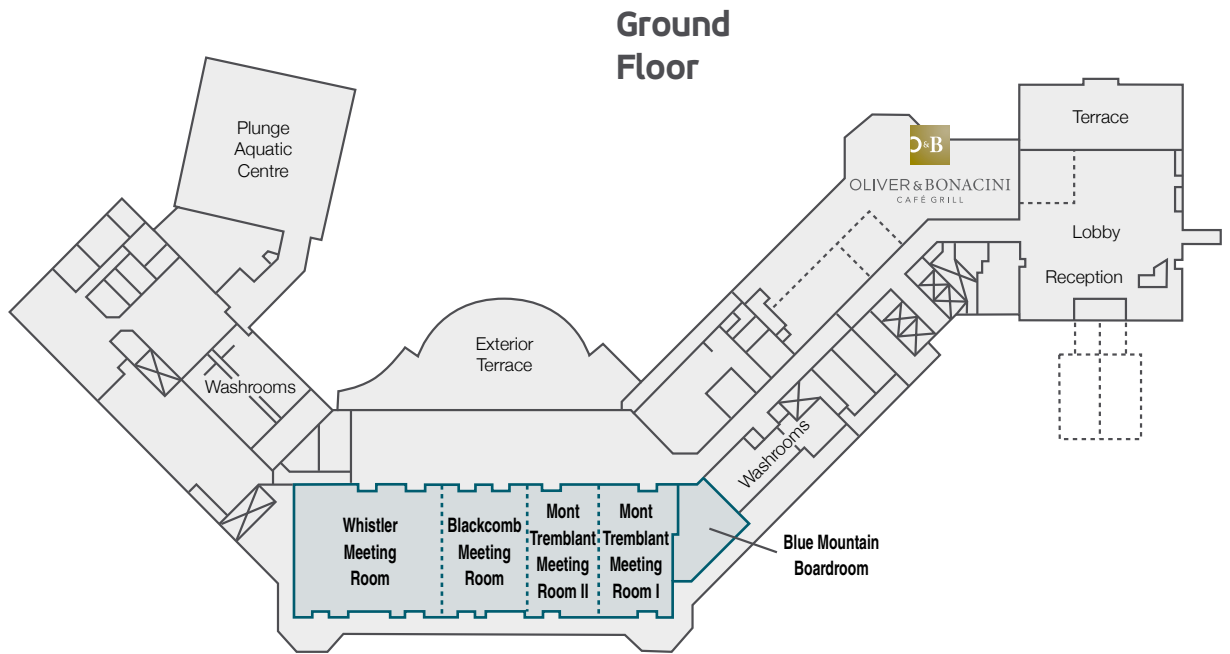 Ground
Floor
Plunge
Aquatic
Centre
Terrace
O&B
OLIVER&BONACINI
CAFÉ GRILL
Lobby
Reception
Exterior
Terrace
Washrooms
Washrooms
Whistler
Meeting
Room
Blackcomb
Meeting
Room
Mont
Tremblant
Meeting
Room II
Mont
Tremblant
Meeting
Room I
Blue Mountain
Boardroom